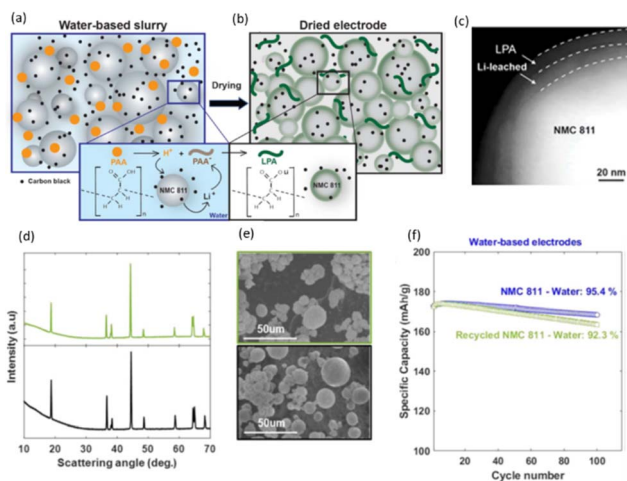 (a)
Water-based slurry
(b)
Dried electrode
(c)
Drying
LPA
Li-leached
NMC 811
20 nm
PAA
H⁺
+
PAA⁻
LPA
NMC 811
Li⁺
Water
NMC 811
• Carbon black
(d)
Intensity (a.u)
10 20 30 40 50 60 70
Scattering angle (deg.)
(e)
50um
50um
(f)
Water-based electrodes
Specific Capacity (mAh/g)
200
180
160
140
120
100
NMC 811 - Water: 95.4 %
Recycled NMC 811 - Water: 92.3 %
0 20 40 60 80 100
Cycle number